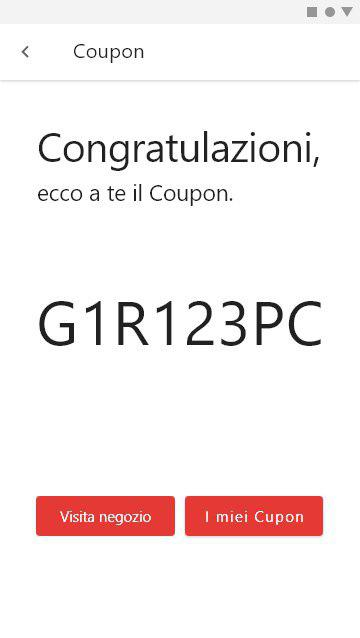 Coupon
Congratulazioni,
ecco a te il Coupon.
G1R123PC
Visita negozio
I miei Cupon